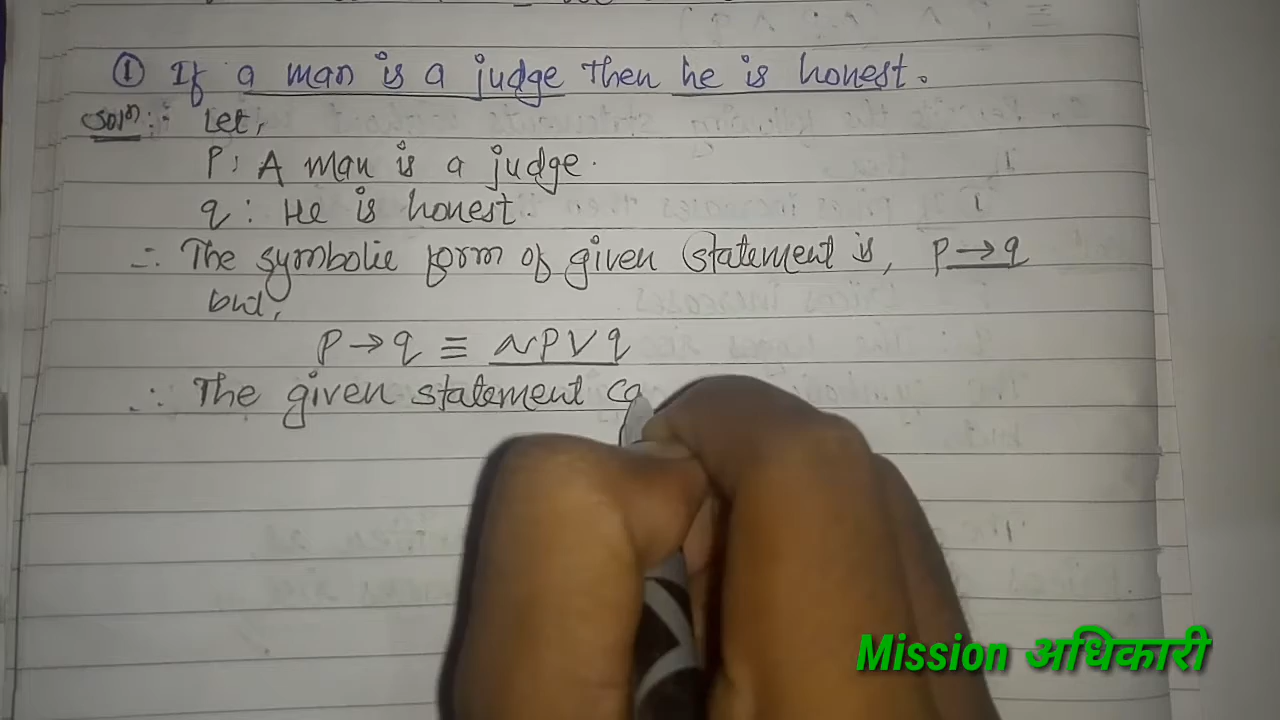 ① If a man is a judge then he is honest.
Solⁿ:- Let,
P: A man is a judge.
q: He is honest.
∴ The symbolic form of given statement is, P→q
but,
P→q ≡ ~P∨q
∴ The given statement ca
Mission अधिकारी